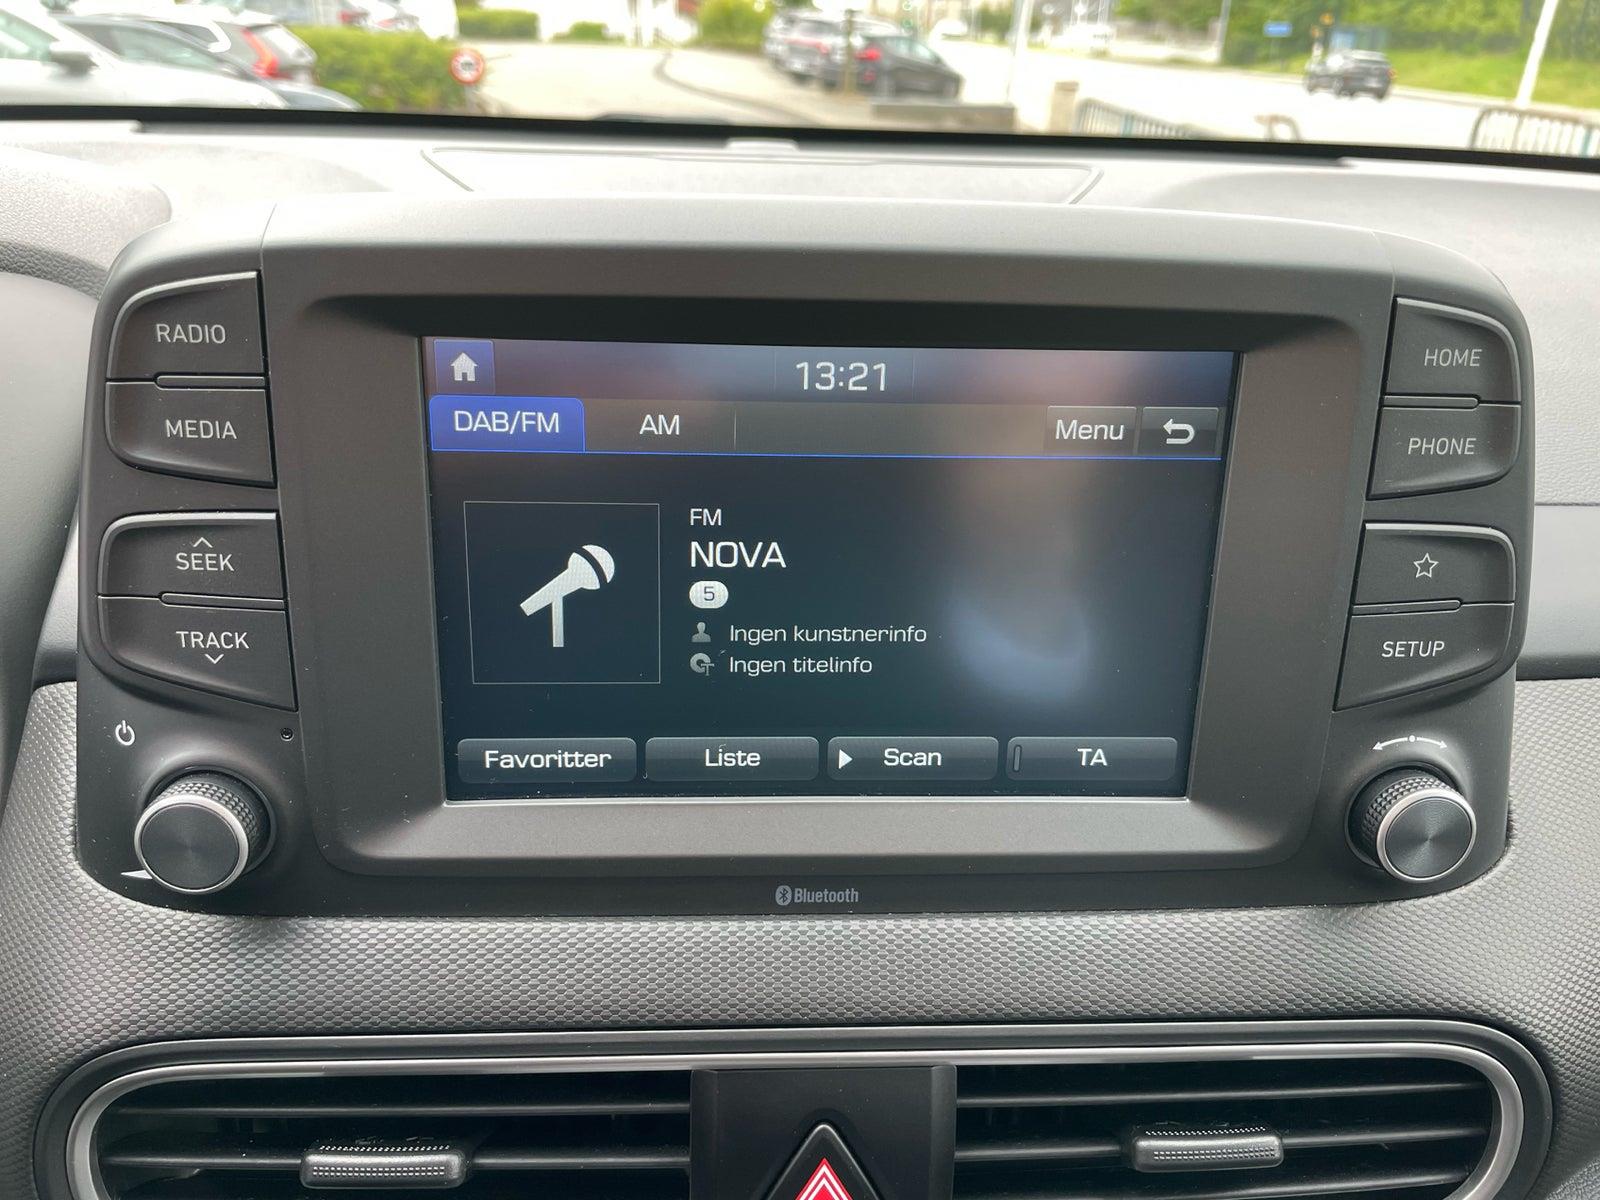 RADIO
MEDIA
SEEK
TRACK
13:21
DAB/FM
AM
Menu
FM
NOVA
5
Ingen kunstnerinfo
Ingen titelinfo
Favoritter
Liste
Scan
TA
HOME
PHONE
SETUP
Bluetooth